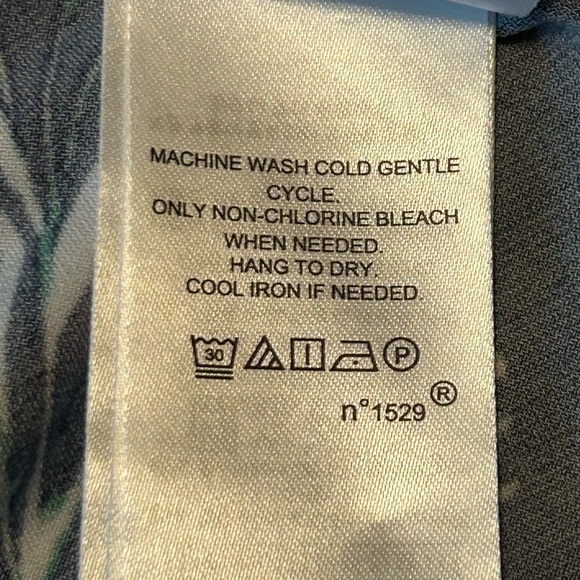 MACHINE WASH COLD GENTLE
CYCLE.
ONLY NON-CHLORINE BLEACH
WHEN NEEDED.
HANG TO DRY.
COOL IRON IF NEEDED.
30
P
n°1529®